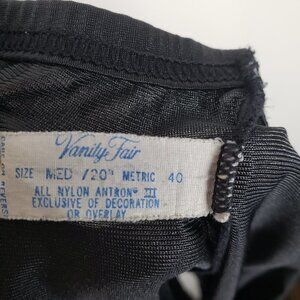 Vanity Fair
SIZE MED /20" METRIC 40
ALL NYLON ANTRON® III
EXCLUSIVE OF DECORATION
OR OVERLAY